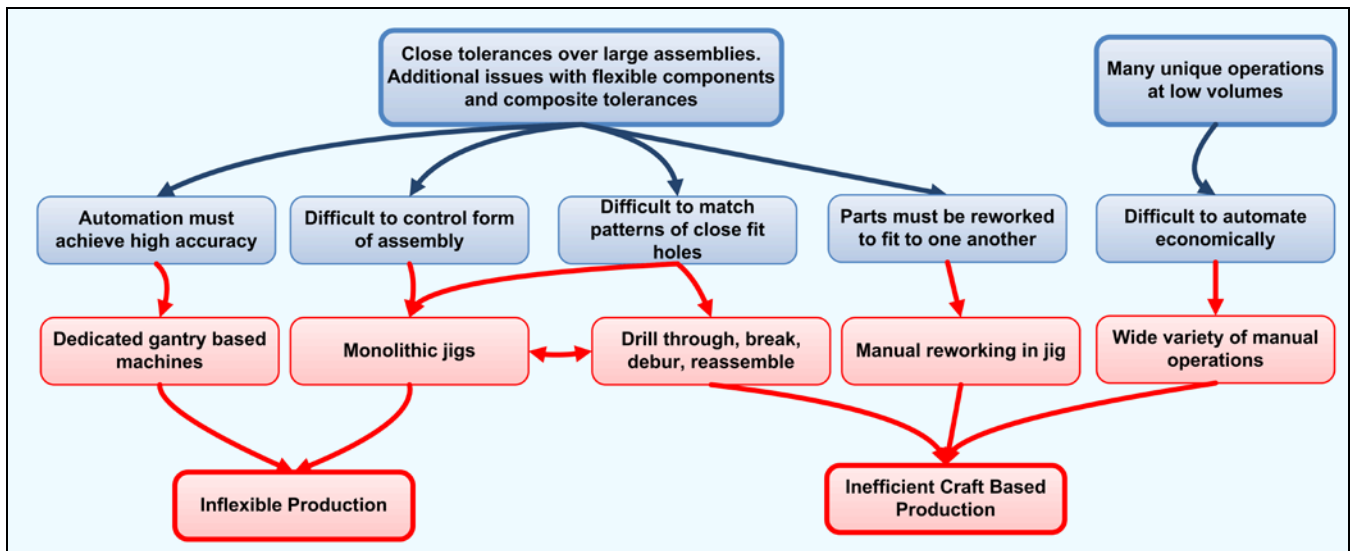 Close tolerances over large assemblies.
Additional issues with flexible components
and composite tolerances
Many unique operations
at low volumes
Automation must
achieve high accuracy
Difficult to control form
of assembly
Difficult to match
patterns of close fit
holes
Parts must be reworked
to fit to one another
Difficult to automate
economically
Dedicated gantry based
machines
Monolithic jigs
Drill through, break,
debur, reassemble
Manual reworking in jig
Wide variety of manual
operations
Inflexible Production
Inefficient Craft Based
Production